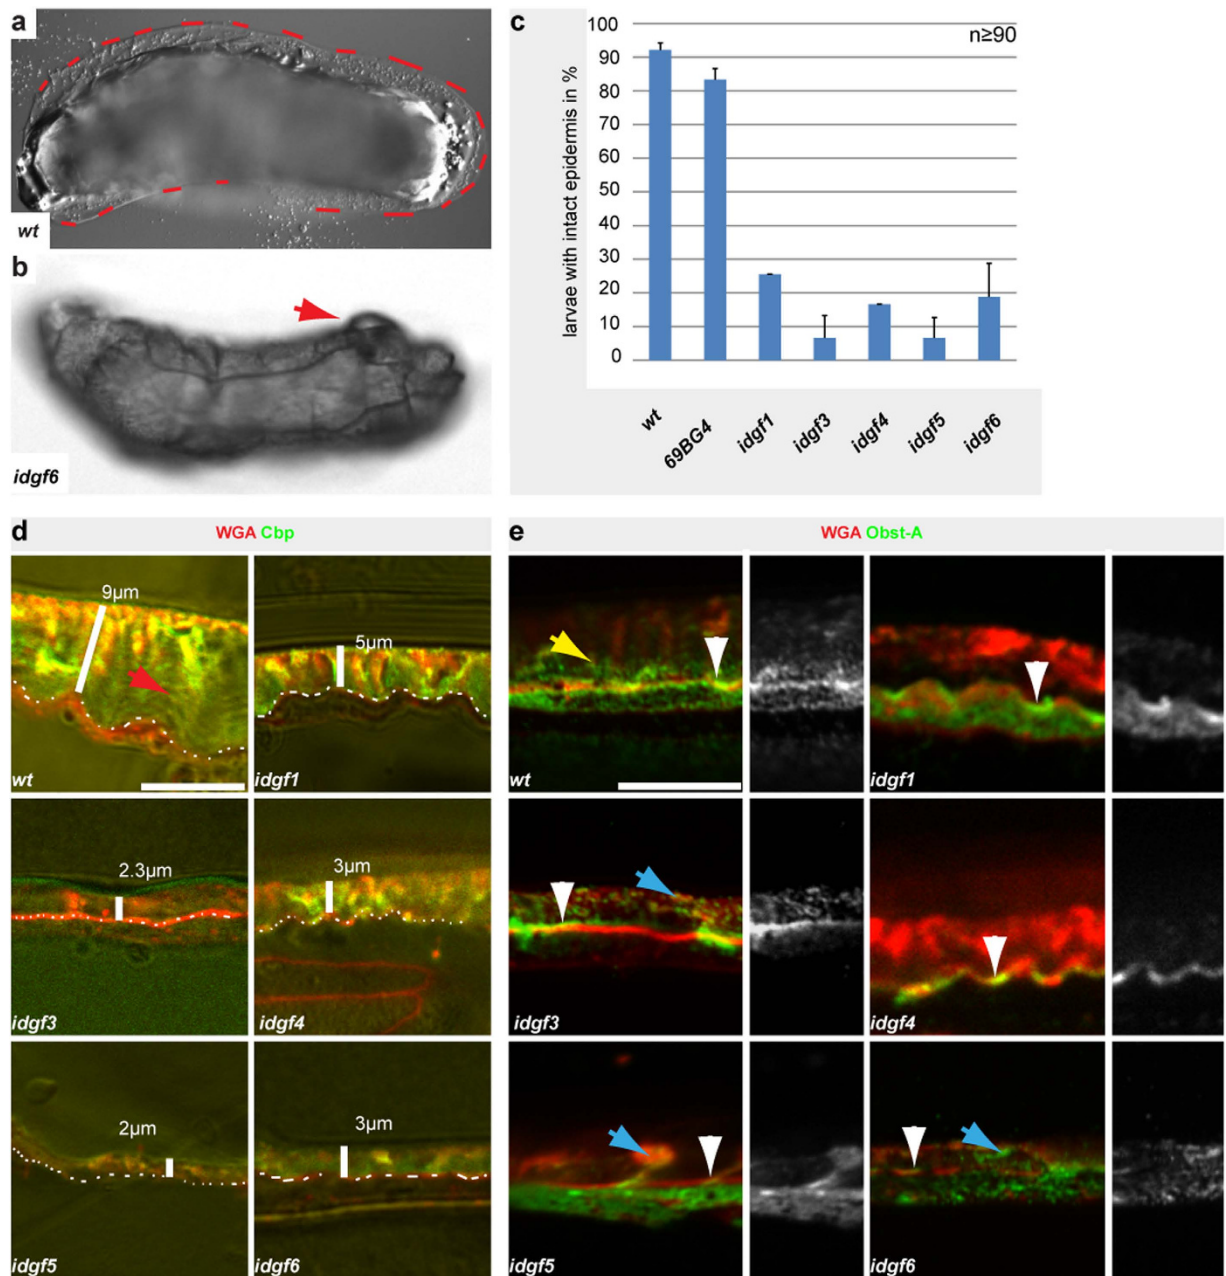 a
wt
b
idgf6
c
n≥90
larvae with intact epidermis in %
100
90
80
70
60
50
40
30
20
10
0
wt
69BG4
idgf1
idgf3
idgf4
idgf5
idgf6
d
WGA Cbp
9µm
wt
5µm
idgf1
2.3µm
idgf3
3µm
idgf4
2µm
idgf5
3µm
idgf6
e
WGA Obst-A
wt
idgf1
idgf3
idgf4
idgf5
idgf6